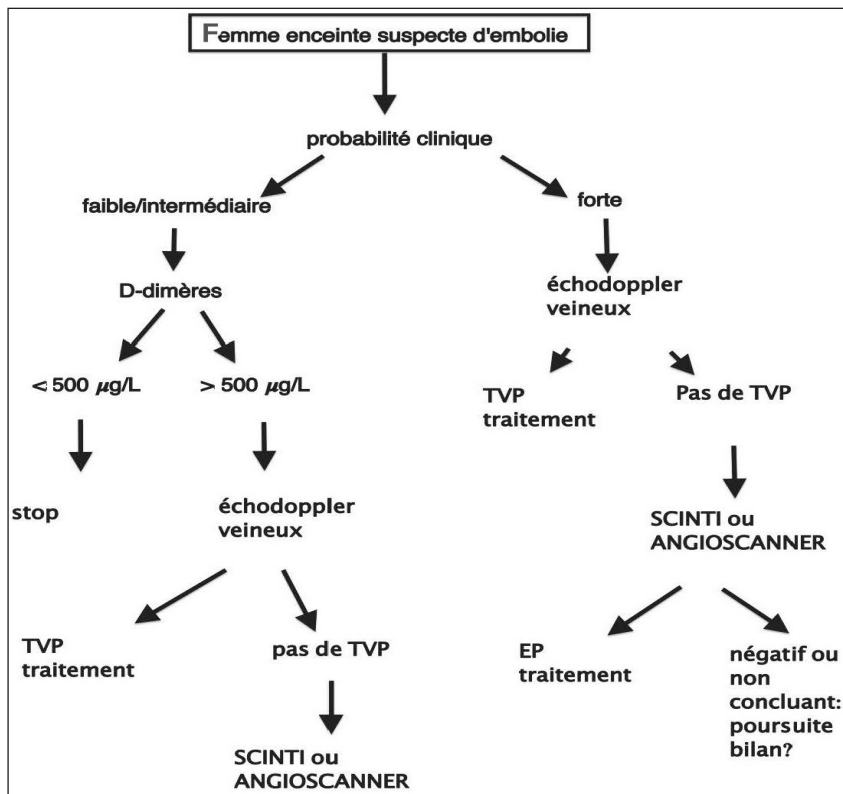 Femme enceinte suspecte d'embolie
probabilité clinique
faible/intermédiaire
forte
D-dimères
échodoppler
veineux
< 500 µg/L
> 500 µg/L
TVP
traitement
Pas de TVP
stop
échodoppler
veineux
SCINTI ou
ANGIOSCANNER
TVP
traitement
pas de TVP
EP
traitement
négatif ou
non
concluant:
poursuite
bilan?
SCINTI ou
ANGIOSCANNER